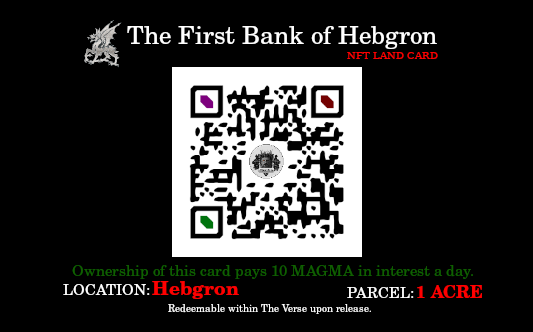 The First Bank of Hebgron
NFT LAND CARD
Ownership of this card pays 10 MAGMA in interest a day.
LOCATION: Hebgron PARCEL: 1 ACRE
Redeemable within The Verse upon release.